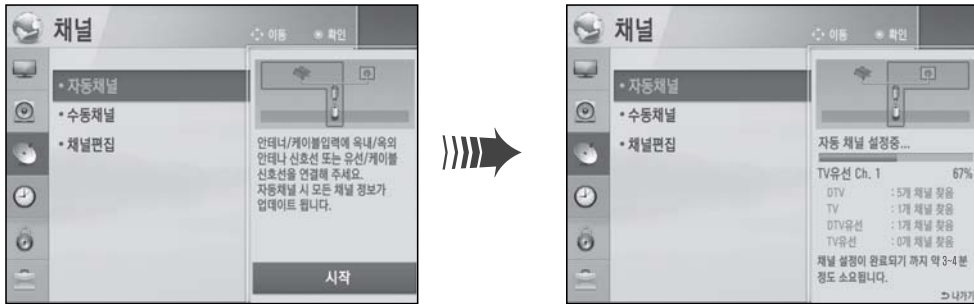 채널
이동 확인
• 자동채널
• 수동채널
• 채널편집
안테너/케이블입력에 옥내/옥외
안테나 신호선 또는 유선/케이블
신호선을 연결해 주세요.
자동채널 시 모든 채널 정보가
업데이트 됩니다.
시작
채널
이동 확인
• 자동채널
• 수동채널
• 채널편집
자동 채널 설정중...
TV유선 Ch. 1 67%
DTV : 5개 채널 찾음
TV : 1개 채널 찾음
DTV유선 : 1개 채널 찾음
TV유선 : 0개 채널 찾음
채널 설정이 완료되기 까지 약 3~4분
정도 소요됩니다.
나가기